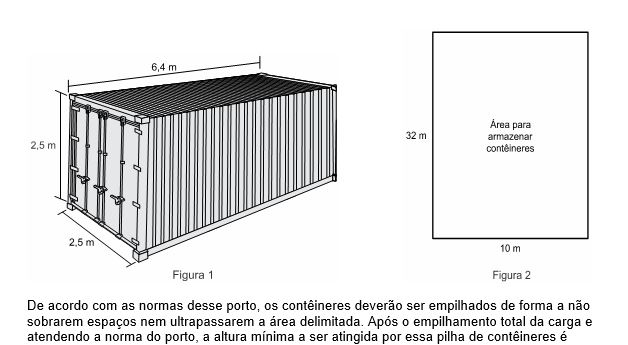 6,4 m
2,5 m
2,5 m
Figura 1
32 m
Área para
armazenar
contêineres
10 m
Figura 2
De acordo com as normas desse porto, os contêineres deverão ser empilhados de forma a não
sobrarem espaços nem ultrapassarem a área delimitada. Após o empilhamento total da carga e
atendendo a norma do porto, a altura mínima a ser atingida por essa pilha de contêineres é